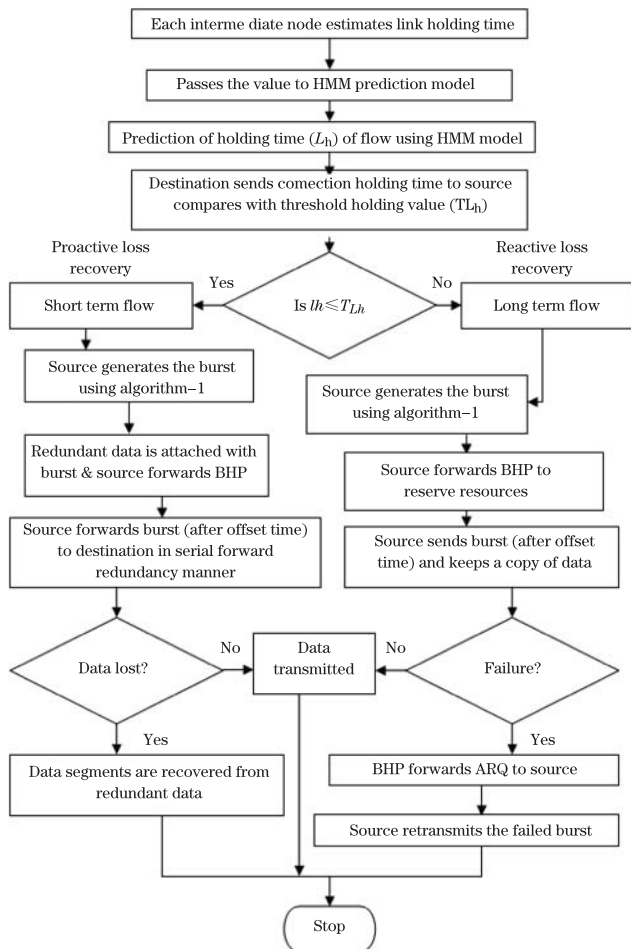 Each interme diate node estimates link holding time
Passes the value to HMM prediction model
Prediction of holding time (Lh) of flow using HMM model
Destination sends comection holding time to source
compares with threshold holding value (TLh)
Proactive loss
recovery
Reactive loss
recovery
Yes
No
Short term flow
Is lh≤TLh
Long term flow
Source generates the burst
using algorithm–1
Source generates the burst
using algorithm–1
Redundant data is attached with
burst & source forwards BHP
Source forwards BHP to
reserve resources
Source forwards burst (after offset time)
to destination in serial forward
redundancy manner
Source sends burst (after offset
time) and keeps a copy of data
Data lost?
No
Data
transmitted
No
Failure?
Yes
Yes
Data segments are recovered from
redundant data
BHP forwards ARQ to source
Source retransmits the failed burst
Stop